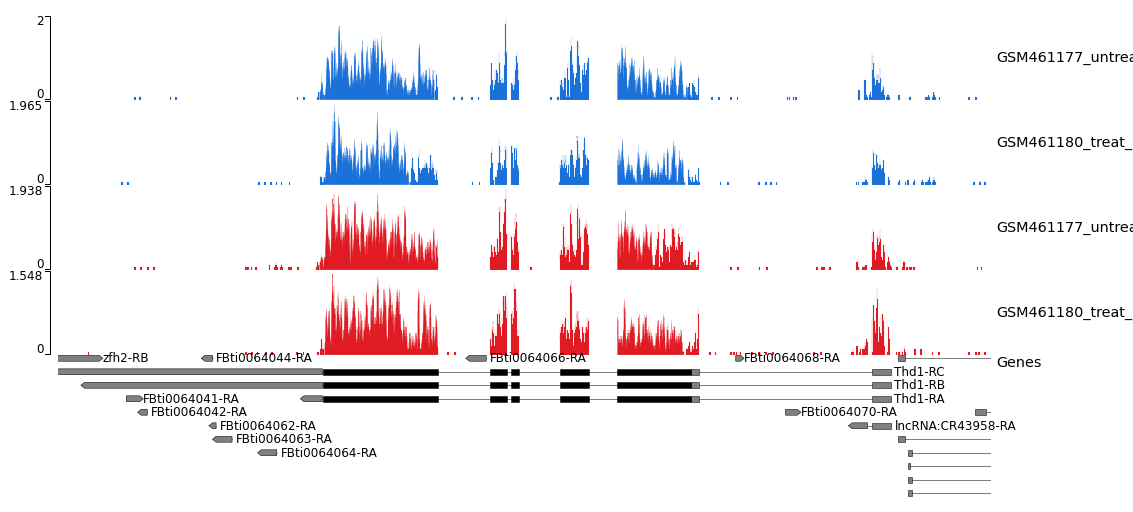 2
GSM461177_untrea
0
1.965
GSM461180_treat_
0
1.938
GSM461177_untrea
0
1.548
GSM461180_treat_
0
zfh2-RB FBti0064044-RA FBti0064066-RA FBti0064068-RA Genes
Thd1-RC
Thd1-RB
FBti0064041-RA Thd1-RA
FBti0064042-RA FBti0064070-RA
FBti0064062-RA lncRNA:CR43958-RA
FBti0064063-RA
FBti0064064-RA